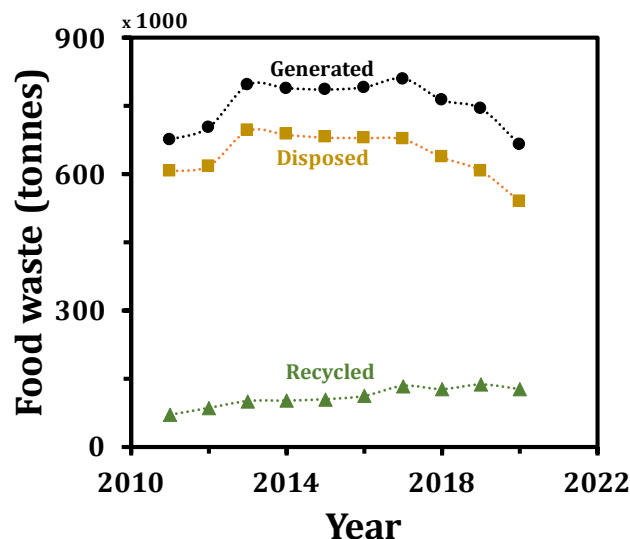 x 1000
900
Generated
Disposed
600
Food waste (tonnes)
300
Recycled
0
2010
2014
2018
2022
Year